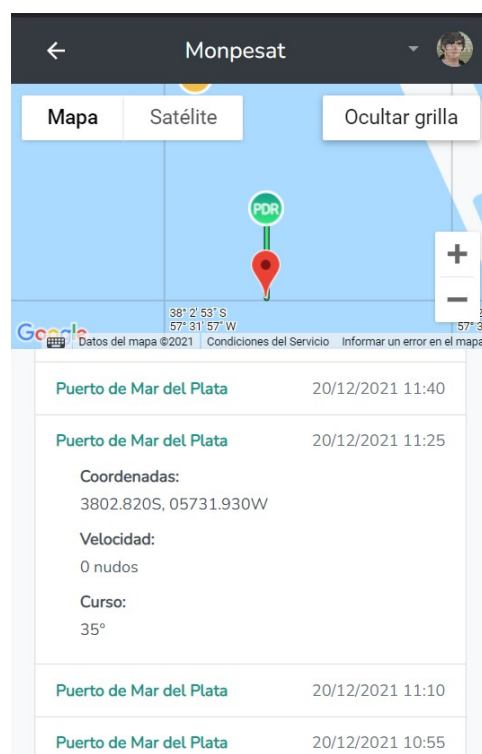 Monpesat
Mapa
Satélite
Ocultar grilla
PDR
38° 2' 53" S
57° 31' 57" W
Google
Datos del mapa ©2021
Condiciones del Servicio
Informar un error en el mapa
Puerto de Mar del Plata 20/12/2021 11:40
Puerto de Mar del Plata 20/12/2021 11:25
Coordenadas:
3802.820S, 05731.930W
Velocidad:
0 nudos
Curso:
35°
Puerto de Mar del Plata 20/12/2021 11:10
Puerto de Mar del Plata 20/12/2021 10:55